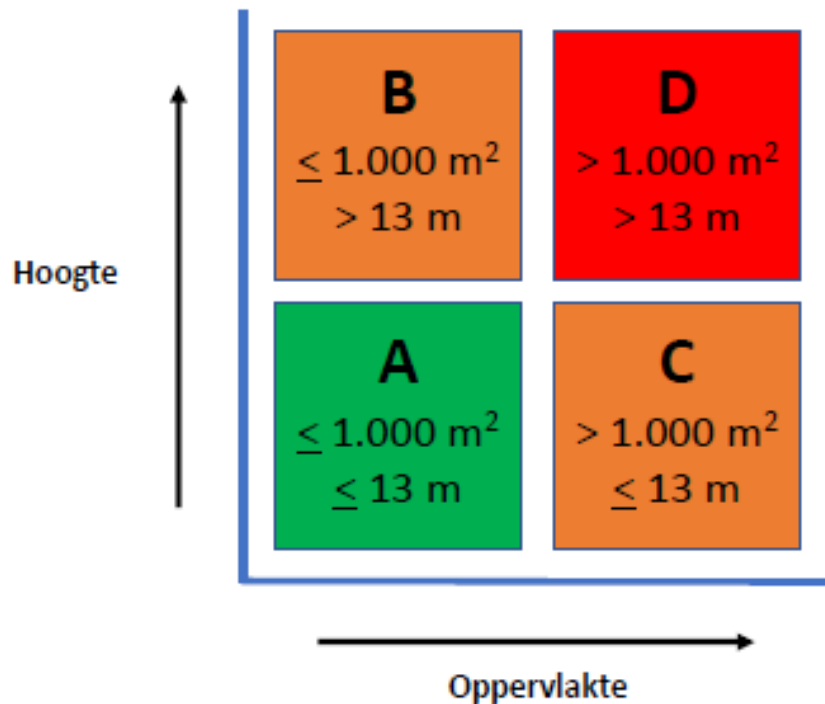 B
≤ 1.000 m²
> 13 m
D
> 1.000 m²
> 13 m
Hoogte
A
≤ 1.000 m²
≤ 13 m
C
> 1.000 m²
≤ 13 m
Oppervlakte